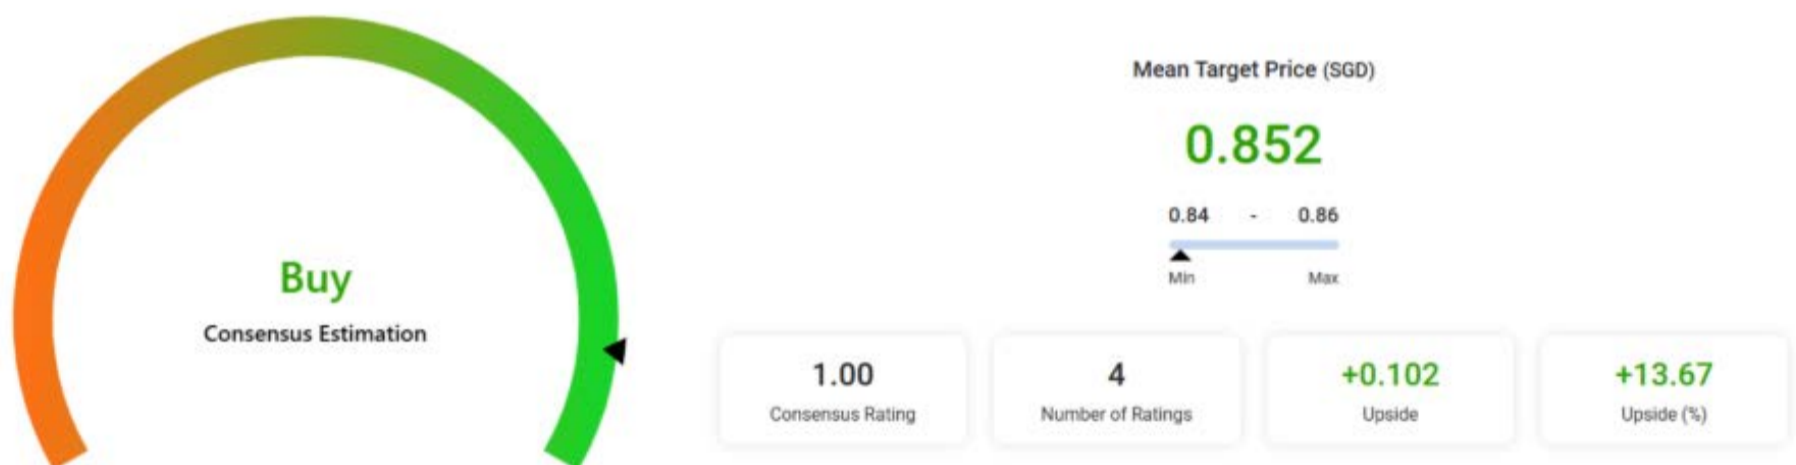 Buy
Consensus Estimation
Mean Target Price (SGD)
0.852
0.84 - 0.86
Min Max
1.00
Consensus Rating
4
Number of Ratings
+0.102
Upside
+13.67
Upside (%)